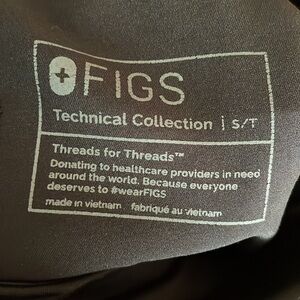 FIGS
Technical Collection | S/T
Threads for Threads™
Donating to healthcare providers in need
around the world. Because everyone
deserves to #wearFIGS
made in vietnam . fabriqué au vietnam